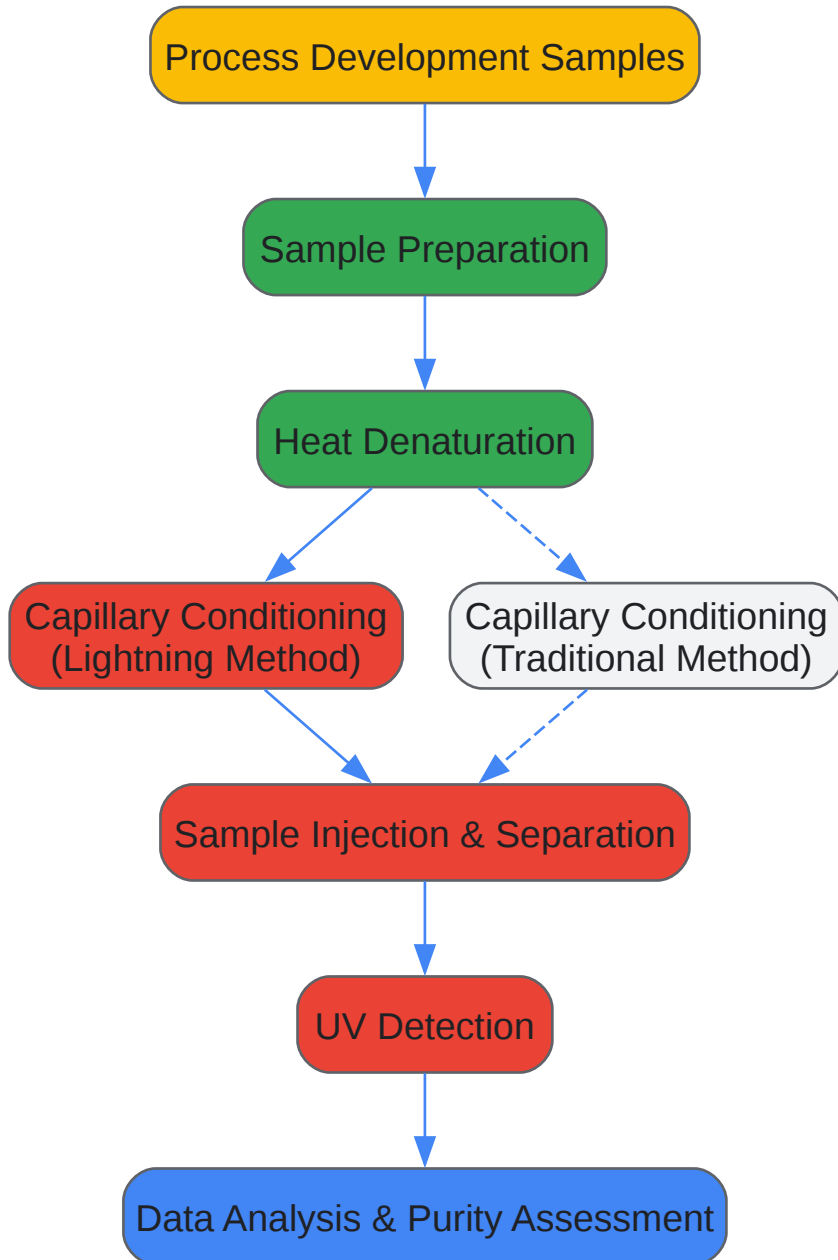 Process Development Samples
Sample Preparation
Heat Denaturation
Capillary Conditioning
(Lightning Method)
Capillary Conditioning
(Traditional Method)
Sample Injection & Separation
UV Detection
Data Analysis & Purity Assessment